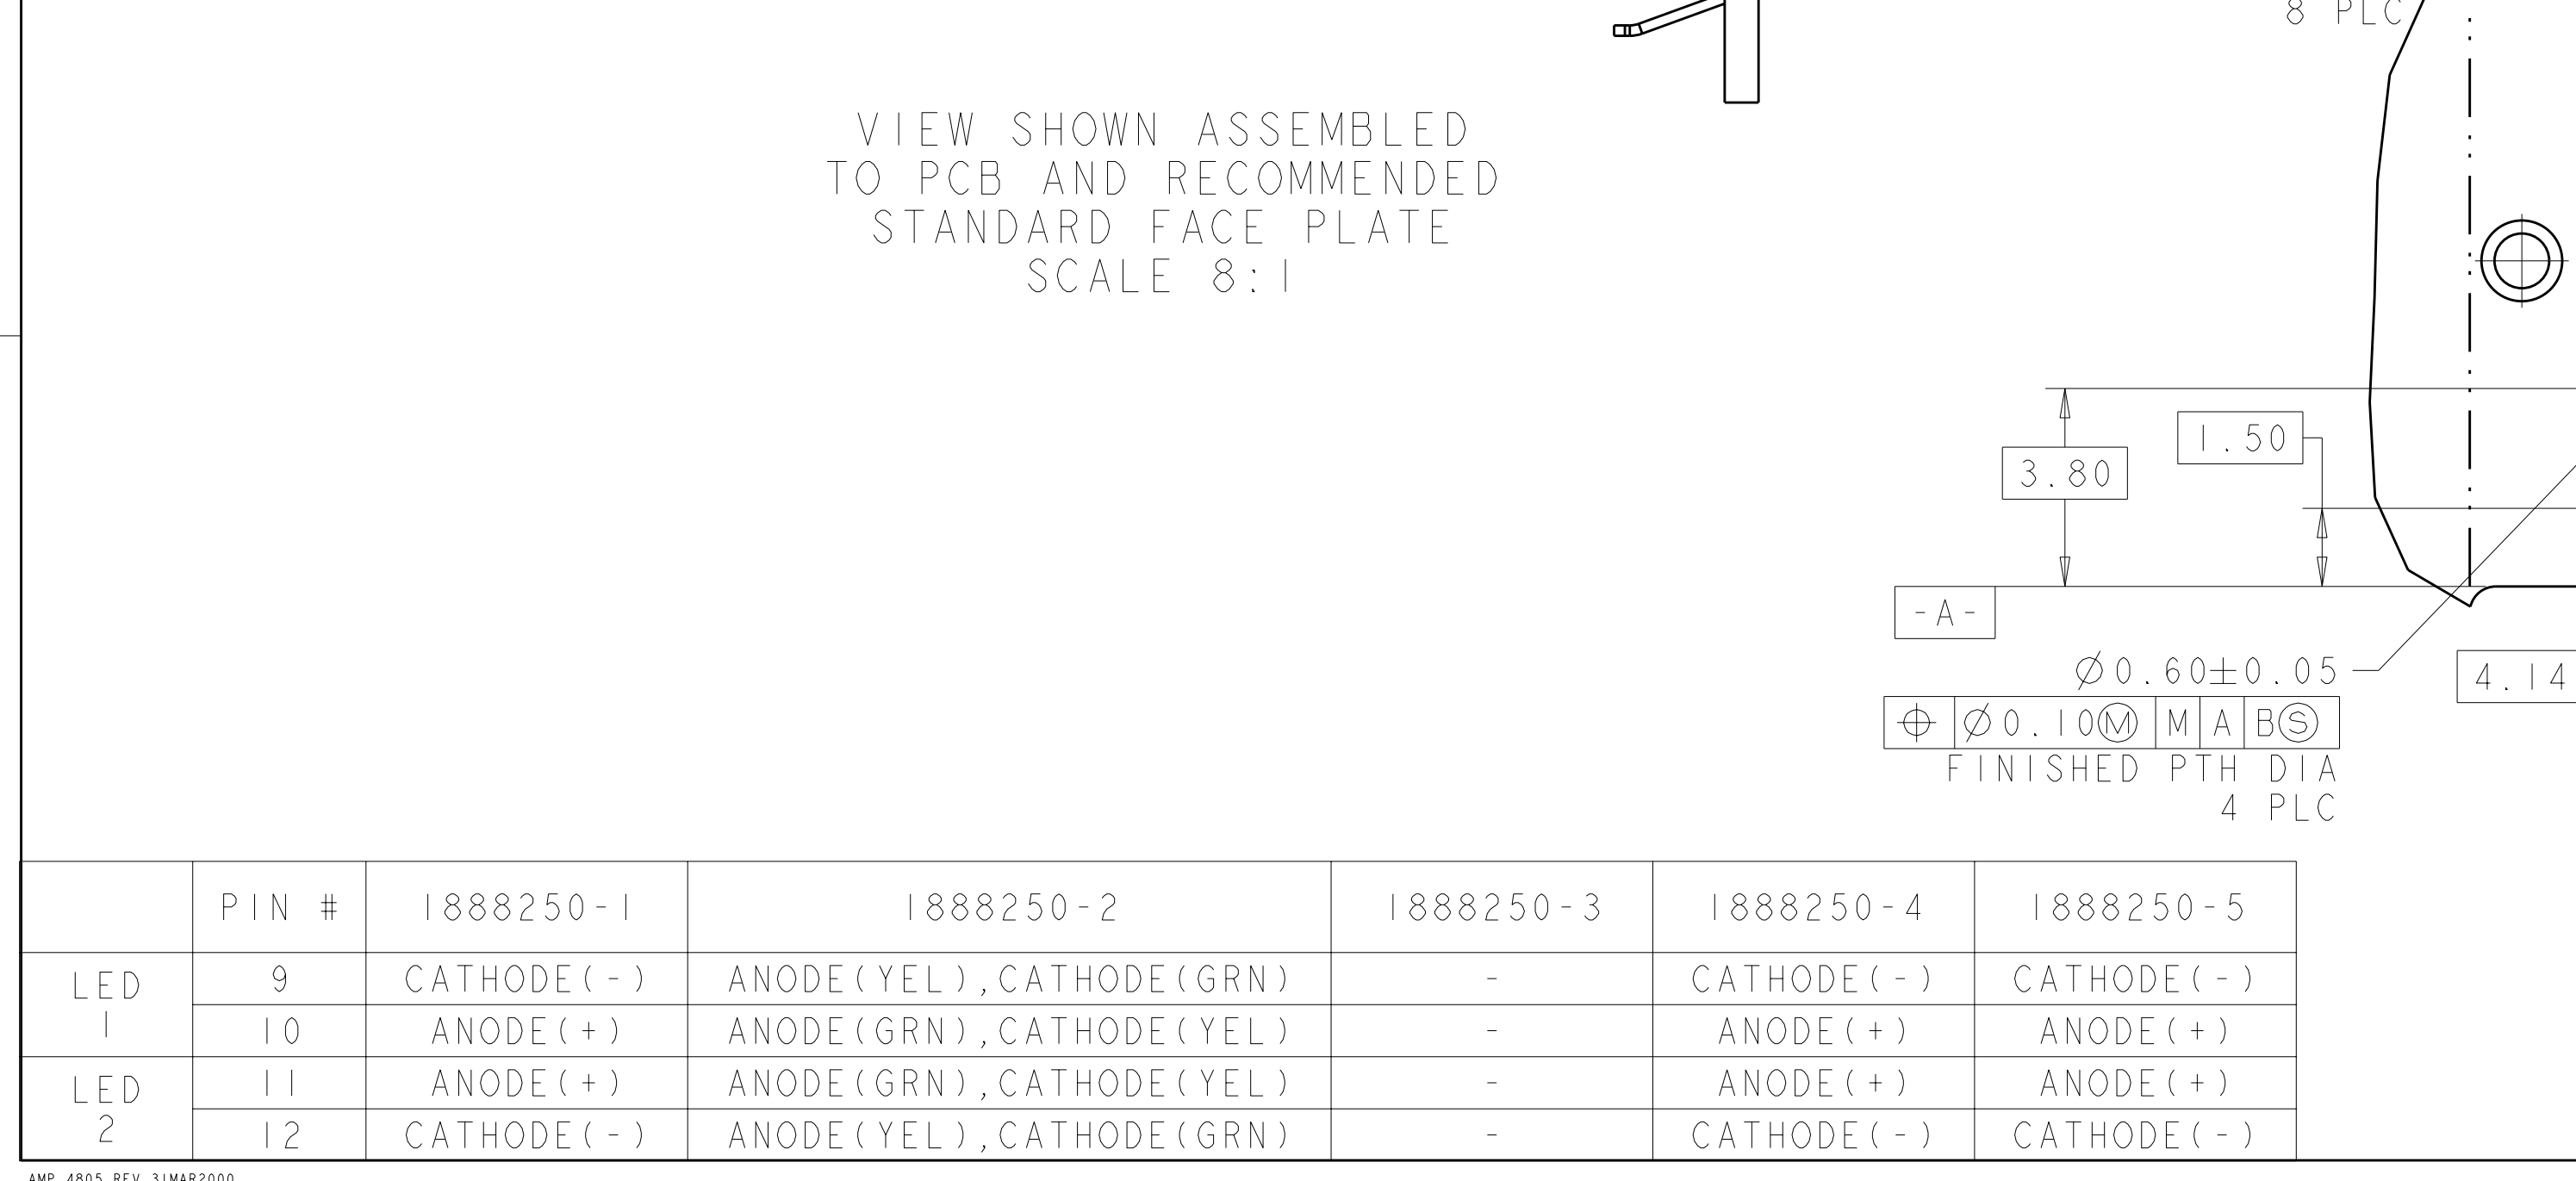 8 PLC
VIEW SHOWN ASSEMBLED
TO PCB AND RECOMMENDED
STANDARD FACE PLATE
SCALE 8:1
1.50
3.80
-A-
Ø0.60±0.05
4.14
⌖ Ø0.10Ⓜ M A BⓈ
FINISHED PTH DIA
4 PLC
PIN # 1888250-1 1888250-2 1888250-3 1888250-4 1888250-5
LED 1
9 CATHODE(-) ANODE(YEL),CATHODE(GRN) - CATHODE(-) CATHODE(-)
10 ANODE(+) ANODE(GRN),CATHODE(YEL) - ANODE(+) ANODE(+)
LED 2
11 ANODE(+) ANODE(GRN),CATHODE(YEL) - ANODE(+) ANODE(+)
12 CATHODE(-) ANODE(YEL),CATHODE(GRN) - CATHODE(-) CATHODE(-)
AMP 4805 REV 31MAR2000